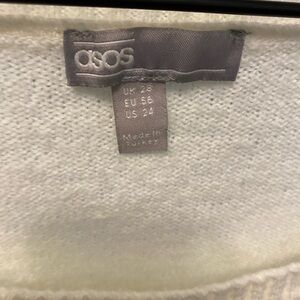 asos
UK 28
EU 56
US 24
Made in
Turkey